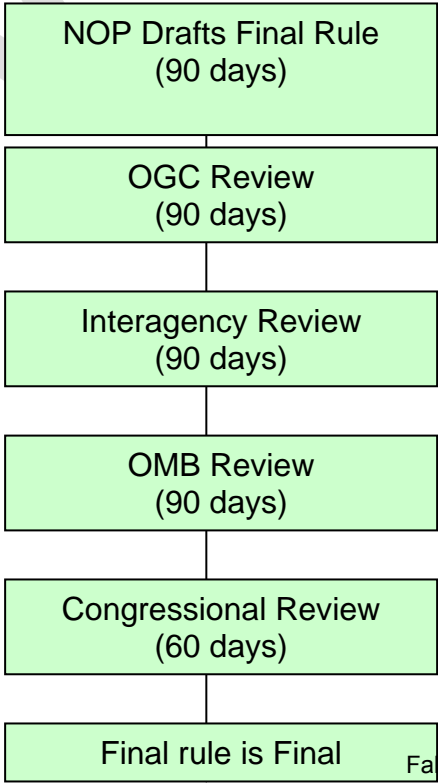 NOP Drafts Final Rule
(90 days)
OGC Review
(90 days)
Interagency Review
(90 days)
OMB Review
(90 days)
Congressional Review
(60 days)
Final rule is Final